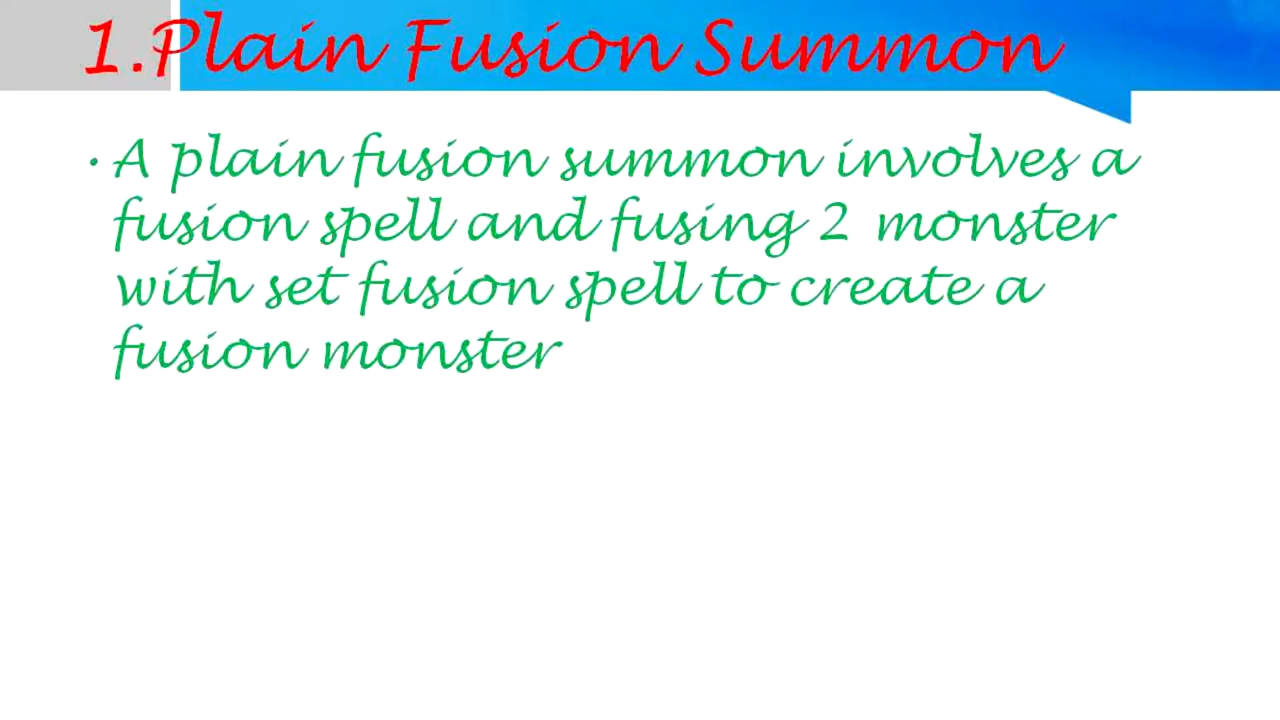 1.Plain Fusion Summon
• A plain fusion summon involves a
fusion spell and fusing 2 monster
with set fusion spell to create a
fusion monster